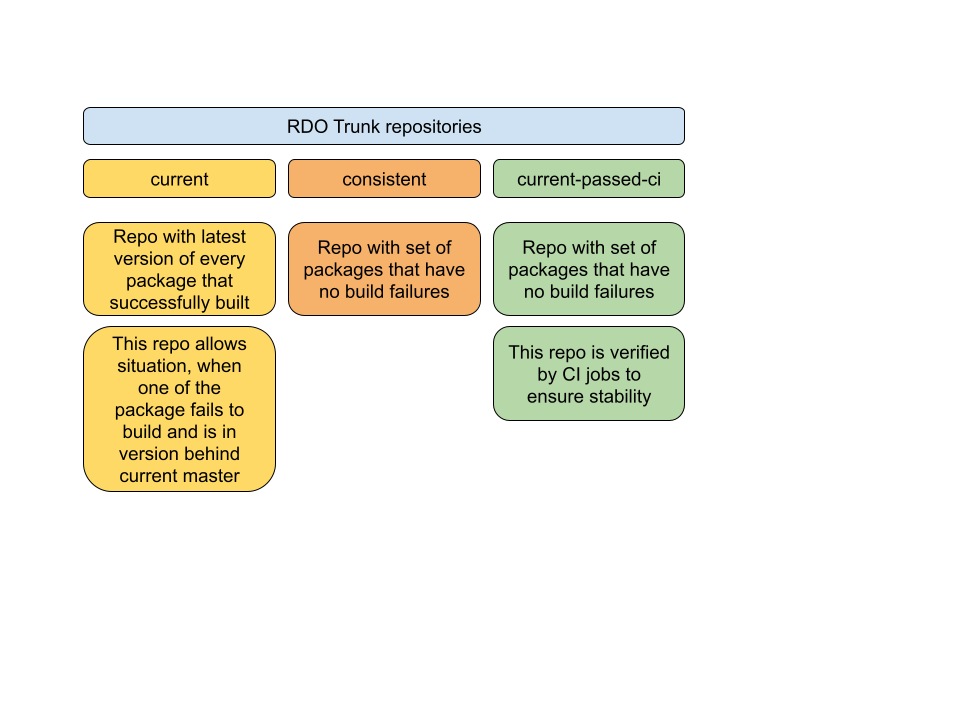 RDO Trunk repositories
current
consistent
current-passed-ci
Repo with latest
version of every
package that
successfully built
Repo with set of
packages that have
no build failures
Repo with set of
packages that have
no build failures
This repo allows
situation, when
one of the
package fails to
build and is in
version behind
current master
This repo is verified
by CI jobs to
ensure stability